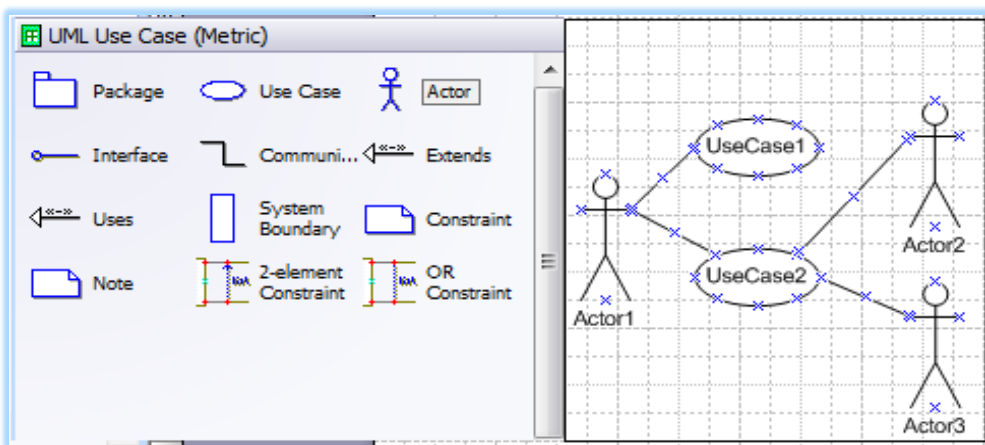 UML Use Case (Metric)
Package
Use Case
Actor
Interface
Communi...
«-»
Extends
«-»
Uses
System
Boundary
Constraint
Note
2-element
Constraint
OR
Constraint
UseCase1
Actor2
UseCase2
Actor1
Actor3